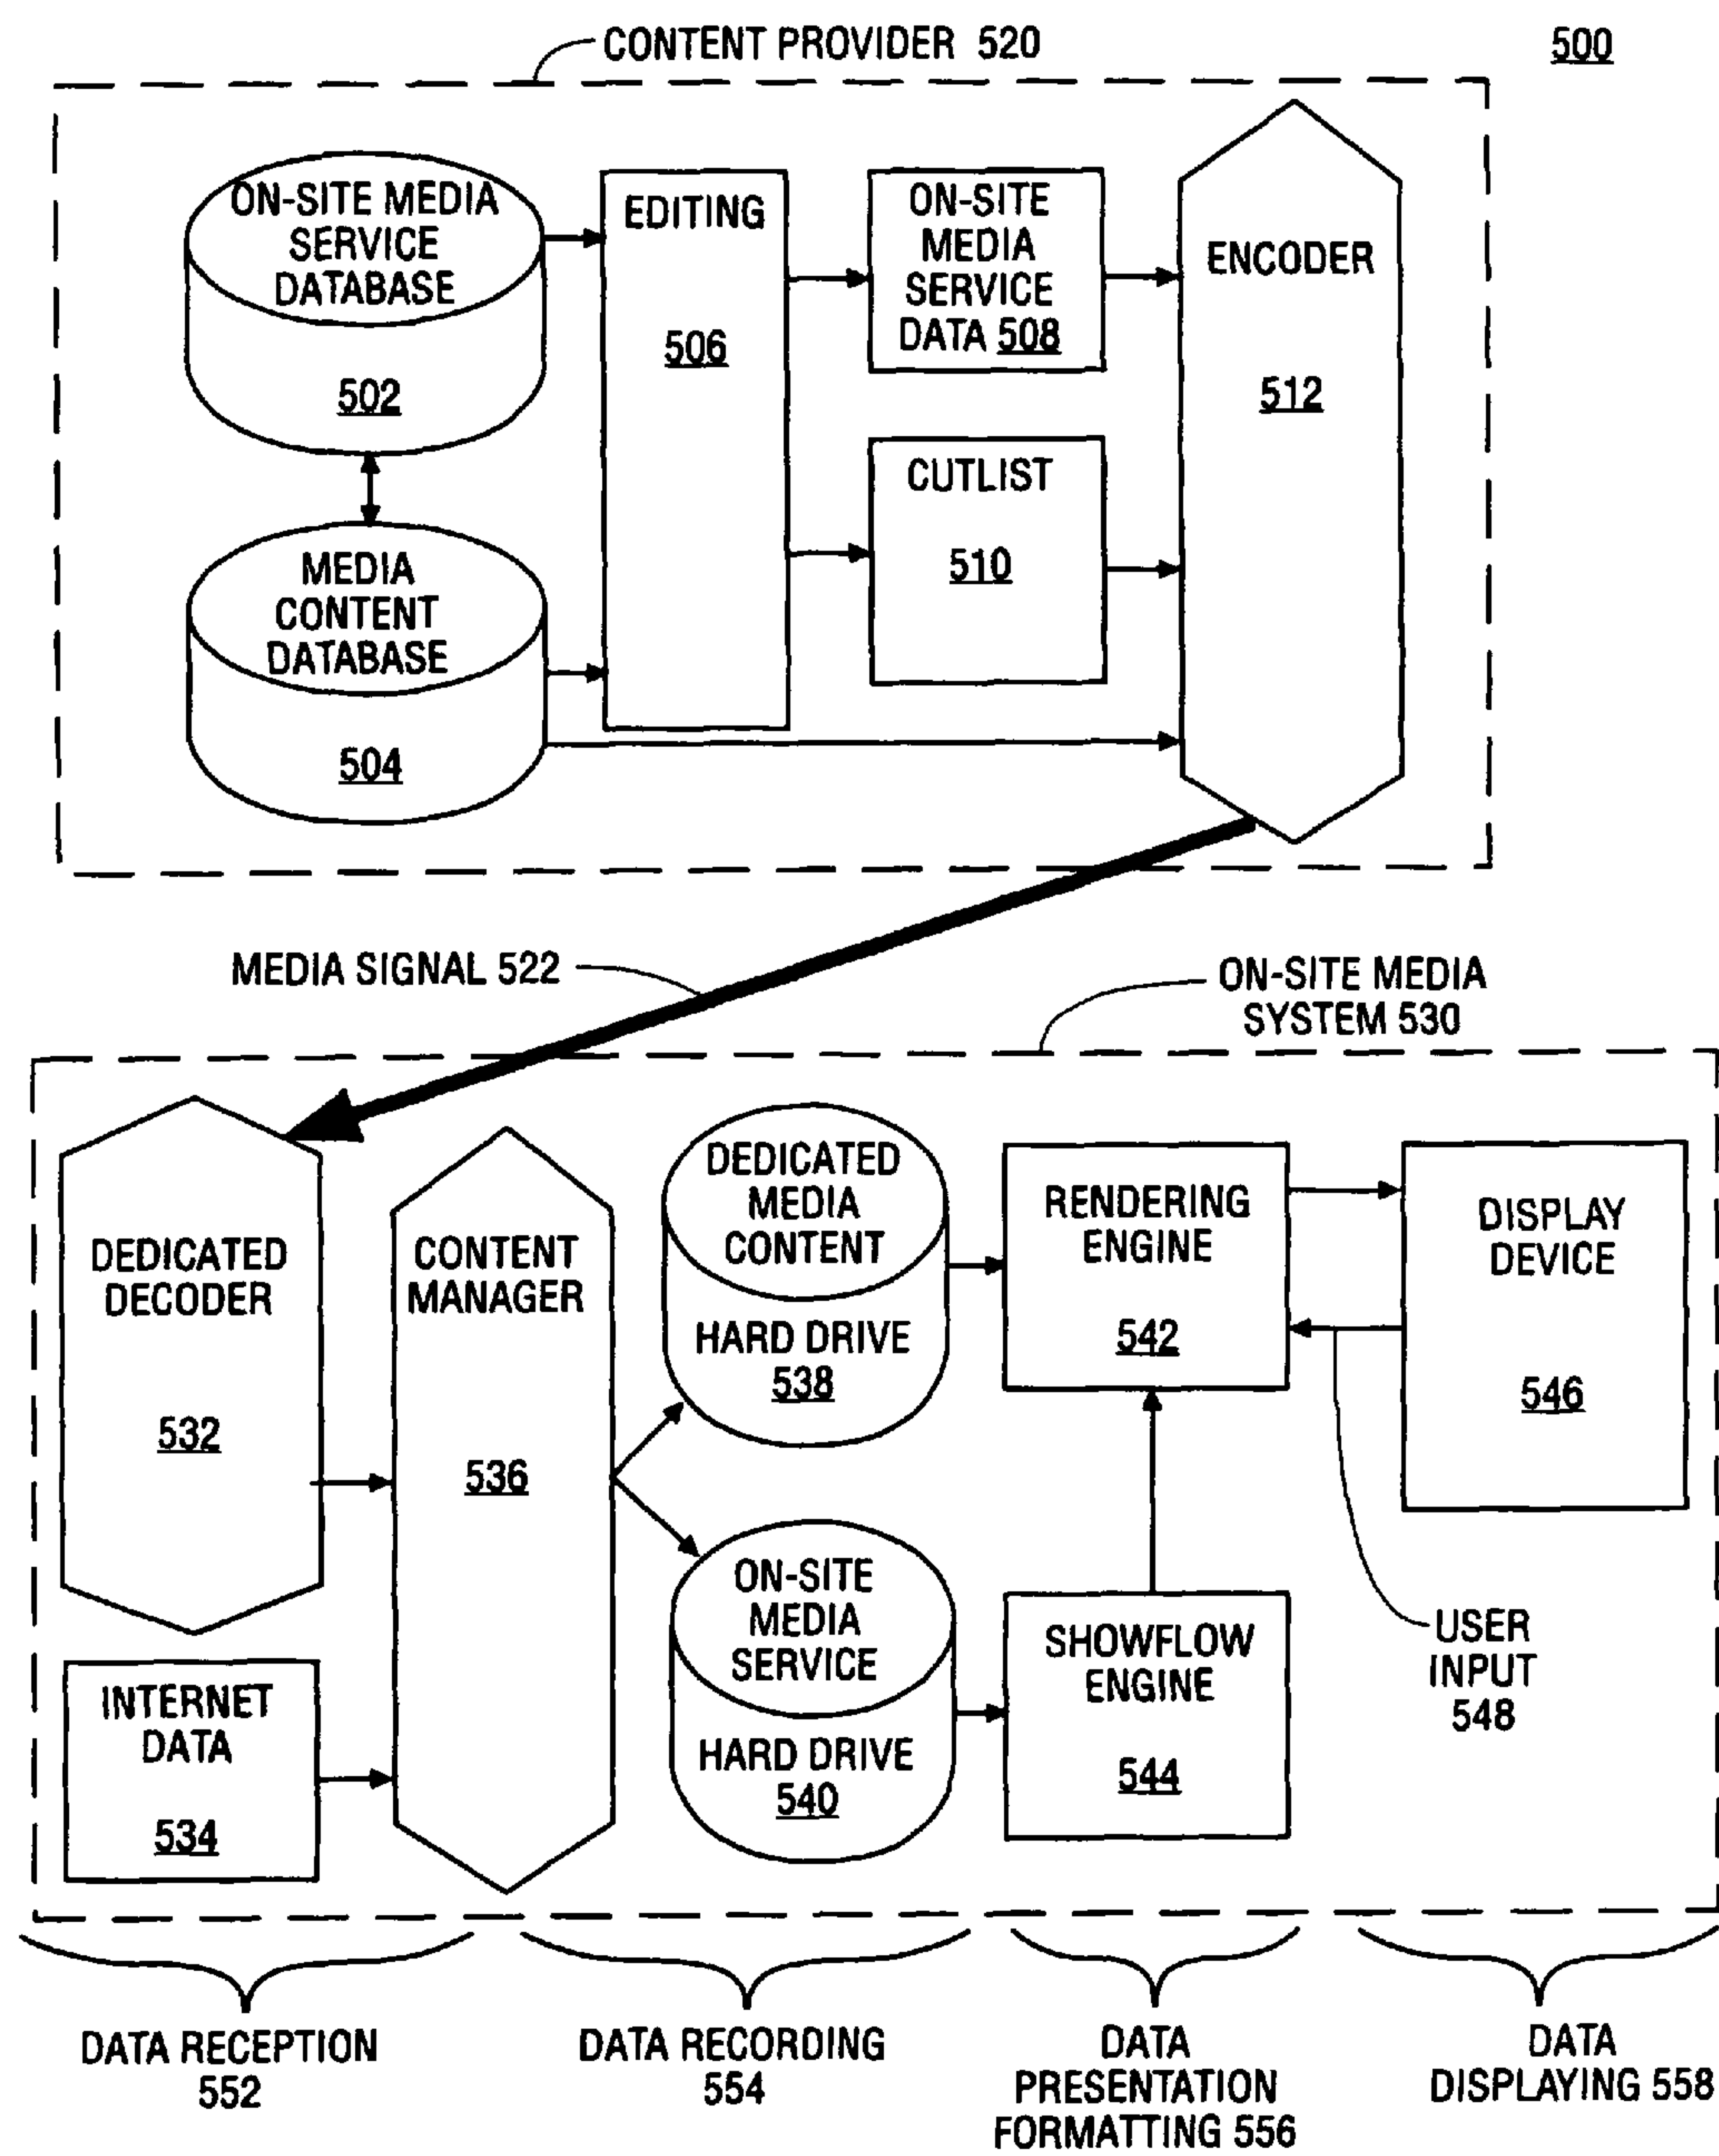 CONTENT PROVIDER 520
500
ON-SITE MEDIA
SERVICE
DATABASE
502
EDITING
506
ON-SITE
MEDIA
SERVICE
DATA 508
ENCODER
512
CUTLIST
510
MEDIA
CONTENT
DATABASE
504
MEDIA SIGNAL 522
ON-SITE MEDIA
SYSTEM 530
DEDICATED
DECODER
532
CONTENT
MANAGER
536
DEDICATED
MEDIA
CONTENT
HARD DRIVE
538
RENDERING
ENGINE
542
DISPLAY
DEVICE
546
INTERNET
DATA
534
ON-SITE
MEDIA
SERVICE
HARD DRIVE
540
SHOWFLOW
ENGINE
544
USER
INPUT
548
DATA RECEPTION
552
DATA RECORDING
554
DATA
PRESENTATION
FORMATTING 556
DATA
DISPLAYING 558